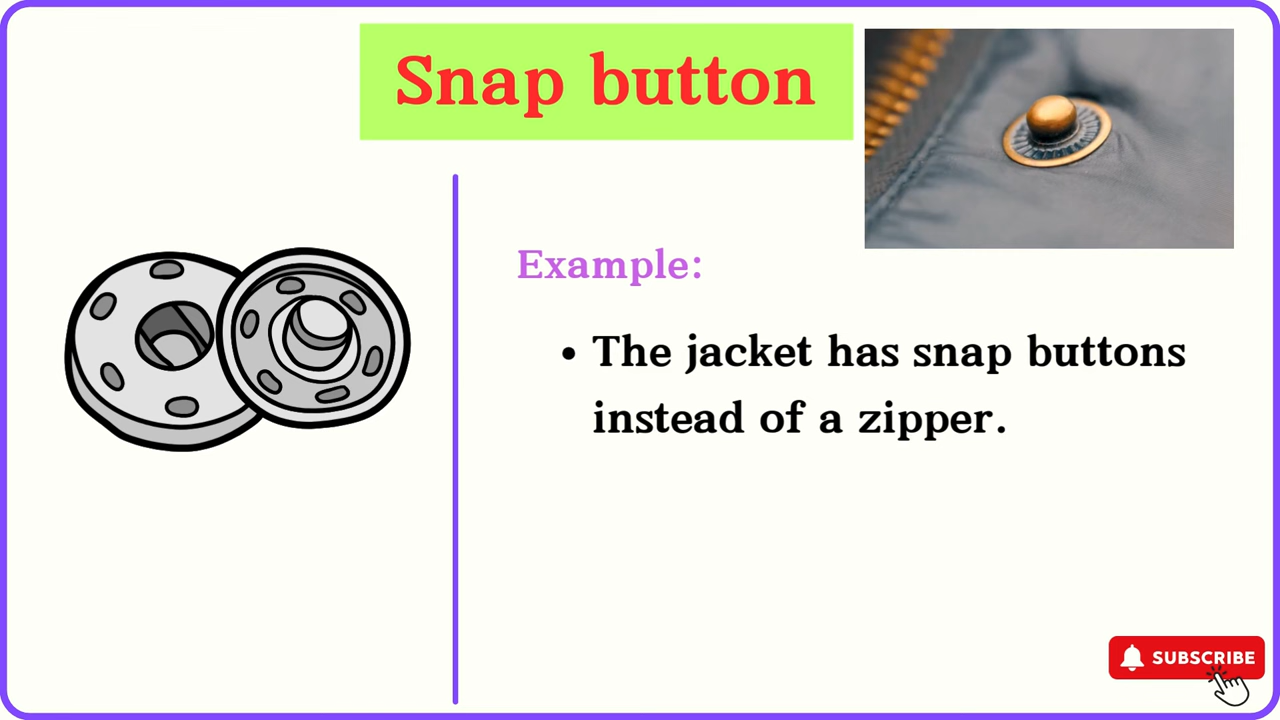 Snap button
Example:
• The jacket has snap buttons
instead of a zipper.
SUBSCRIBE